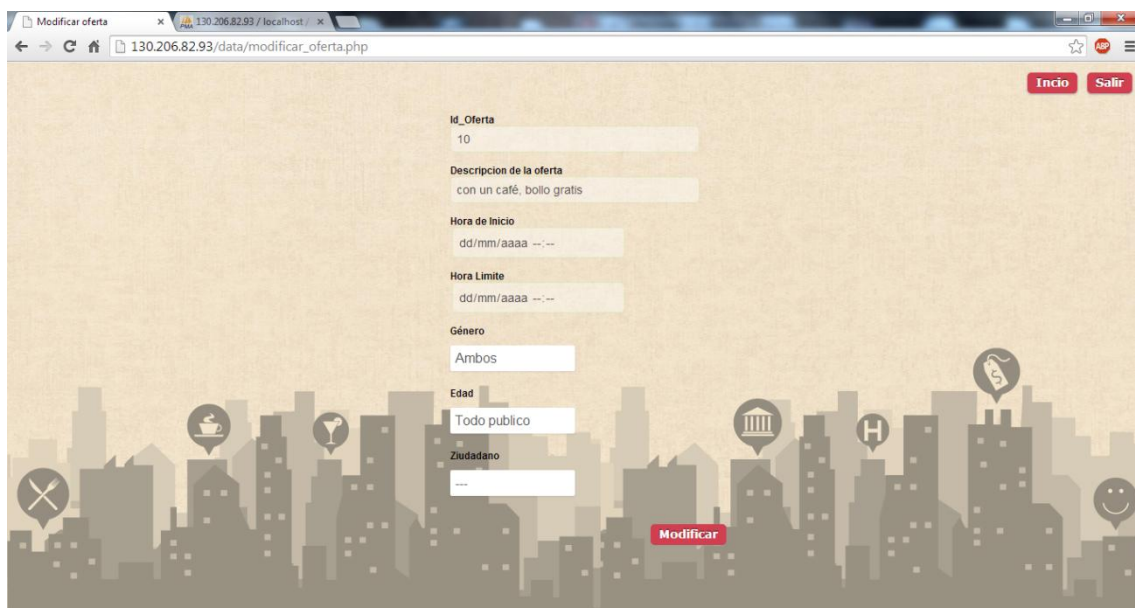 Modificar oferta
130.206.82.93 / localhost /
130.206.82.93/data/modificar_oferta.php
ABP
Incio Salir
Id_Oferta
10
Descripcion de la oferta
con un café, bollo gratis
Hora de Inicio
dd/mm/aaaa --:--
Hora Limite
dd/mm/aaaa --:--
Género
Ambos
Edad
Todo publico
Ziudadano
---
H
Modificar